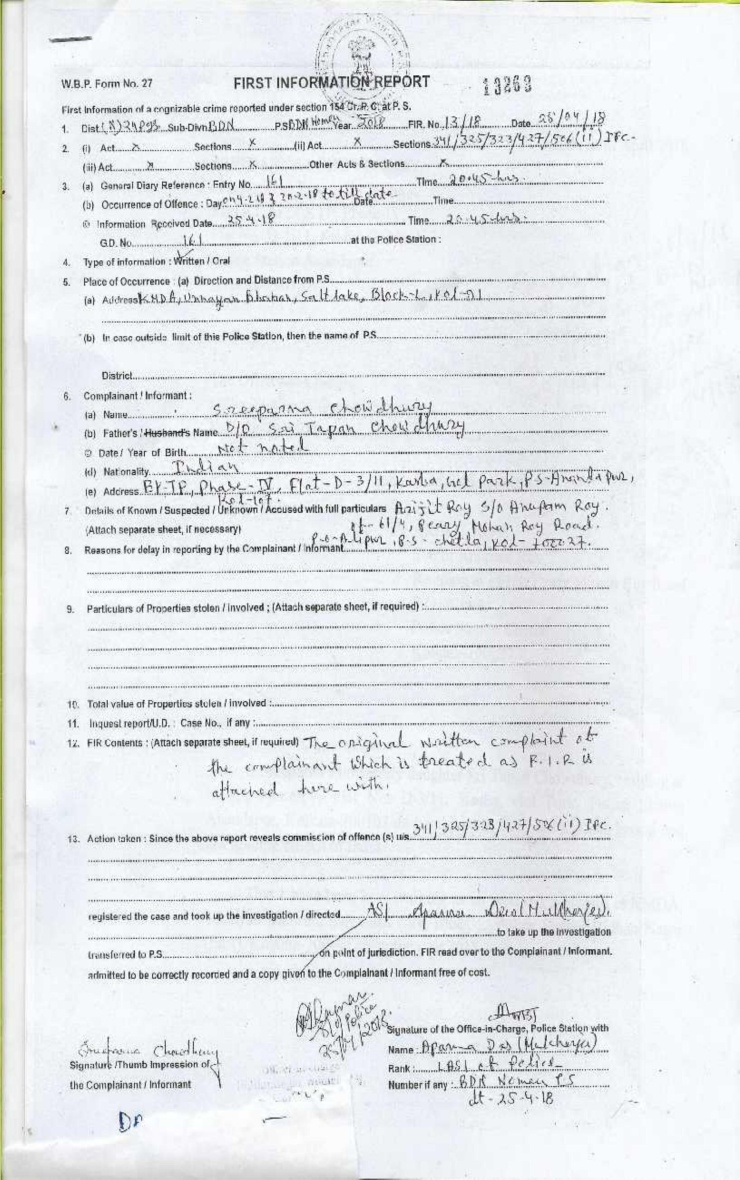 W.B.P. Form No. 27
FIRST INFORMATION REPORT
13263
First Information of a cognizable crime reported under section 154 Cr. P. C. at P. S.
1. Dist (N) 24 Pgs Sub-Divn BDN P.S BDN Women Year 2018 FIR. No. 13/18 Date 25/04/18
2. (i) Act X Sections X (ii) Act X Sections 341/325/323/427/506(ii) IPC.
(iii) Act X Sections X Other Acts & Sections X
3. (a) General Diary Reference : Entry No. 161 Time 20.45 hrs.
(b) Occurrence of Offence : Day on 9-2-18 & 20-2-18 to till date Date Time
© Information Received Date 25.4.18 Time 20.45 hrs.
G.D. No. 161 at the Police Station :
4. Type of information : Written / Oral
5. Place of Occurrence : (a) Direction and Distance from P.S.
(a) Address KMDA, Unnayan Bhaban, Salt lake, Block-L, Kol-91
(b) In case outside limit of this Police Station, then the name of P.S.
District
6. Complainant / Informant :
(a) Name Sreeparna Chowdhury
(b) Father's / Husband's Name D/O Sri Tapan Chowdhury
© Date / Year of Birth Not noted
(d) Nationality Indian
(e) Address Phase-IV, Flat-D-3/11, Kasba, Park, P.S-
7. Details of Known / Suspected / Unknown / Accused with full particulars Arijit Roy S/O Anupam Roy.
(Attach separate sheet, if necessary) of- 61/4, Peary Mohan Roy Road.
P.O-Alipur, P.S- Chetla, Kol- 700027.
8. Reasons for delay in reporting by the Complainant / Informant
9. Particulars of Properties stolen / involved ; (Attach separate sheet, if required) :
10. Total value of Properties stolen / involved :
11. Inquest report/U.D. : Case No., if any :
12. FIR Contents : (Attach separate sheet, if required) The original written complaint of
the complainant which is treated as F.I.R is
attached here with.
13. Action taken : Since the above report reveals commission of offence (s) u/s. 341/325/323/427/506(ii) IPC.
registered the case and took up the investigation / directed ASI Aparna Das (Mukherjee).
to take up the investigation
transferred to P.S. on point of jurisdiction. FIR read over to the Complainant / Informant.
admitted to be correctly recorded and a copy given to the Complainant / Informant free of cost.
SI of Police
25/04/2018
Sreeparna Chowdhury
Signature /Thumb Impression of
the Complainant / Informant
Signature of the Office-in-Charge, Police Station with
Name : Aparna Das (Mukherjee)
Rank : LASI of Police
Number if any : BDN Women PS
dt - 25-4-18